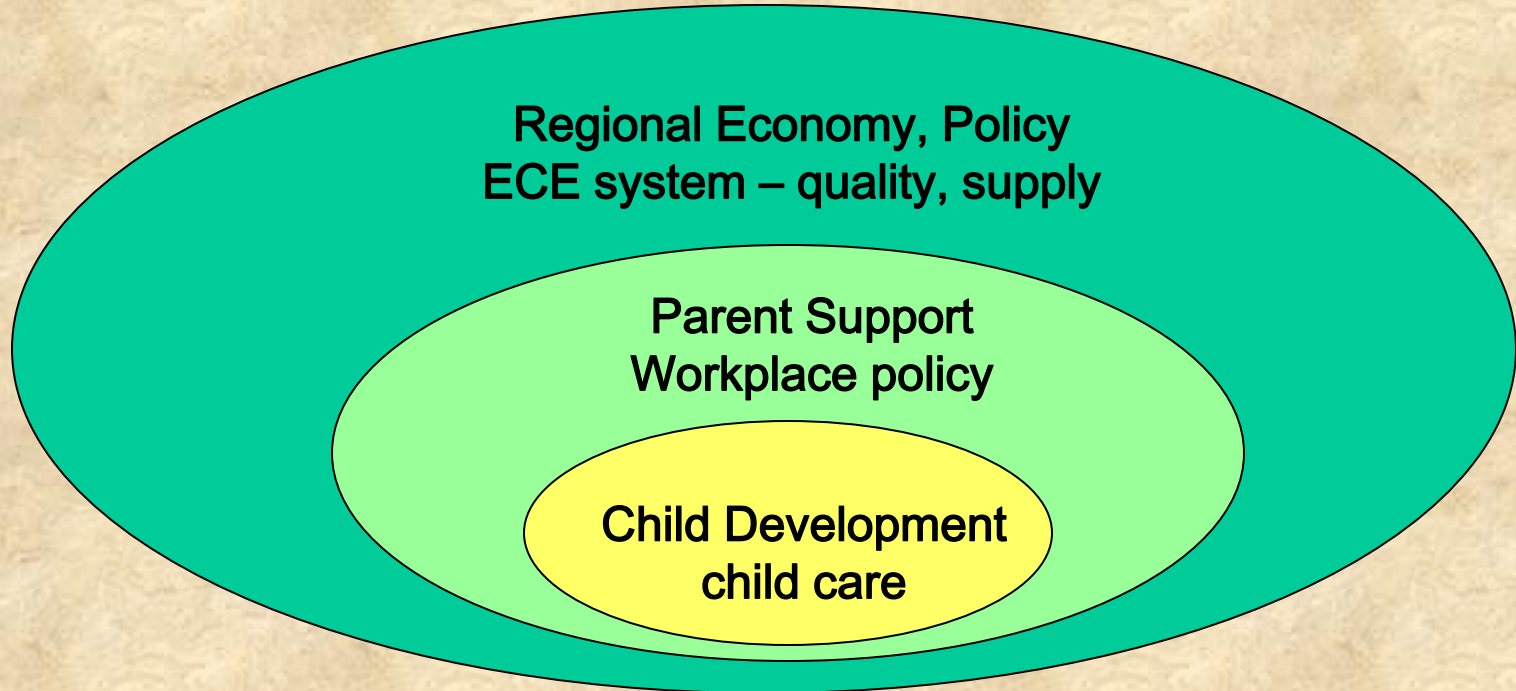 Regional Economy, Policy
ECE system – quality, supply
Parent Support
Workplace policy
Child Development
child care